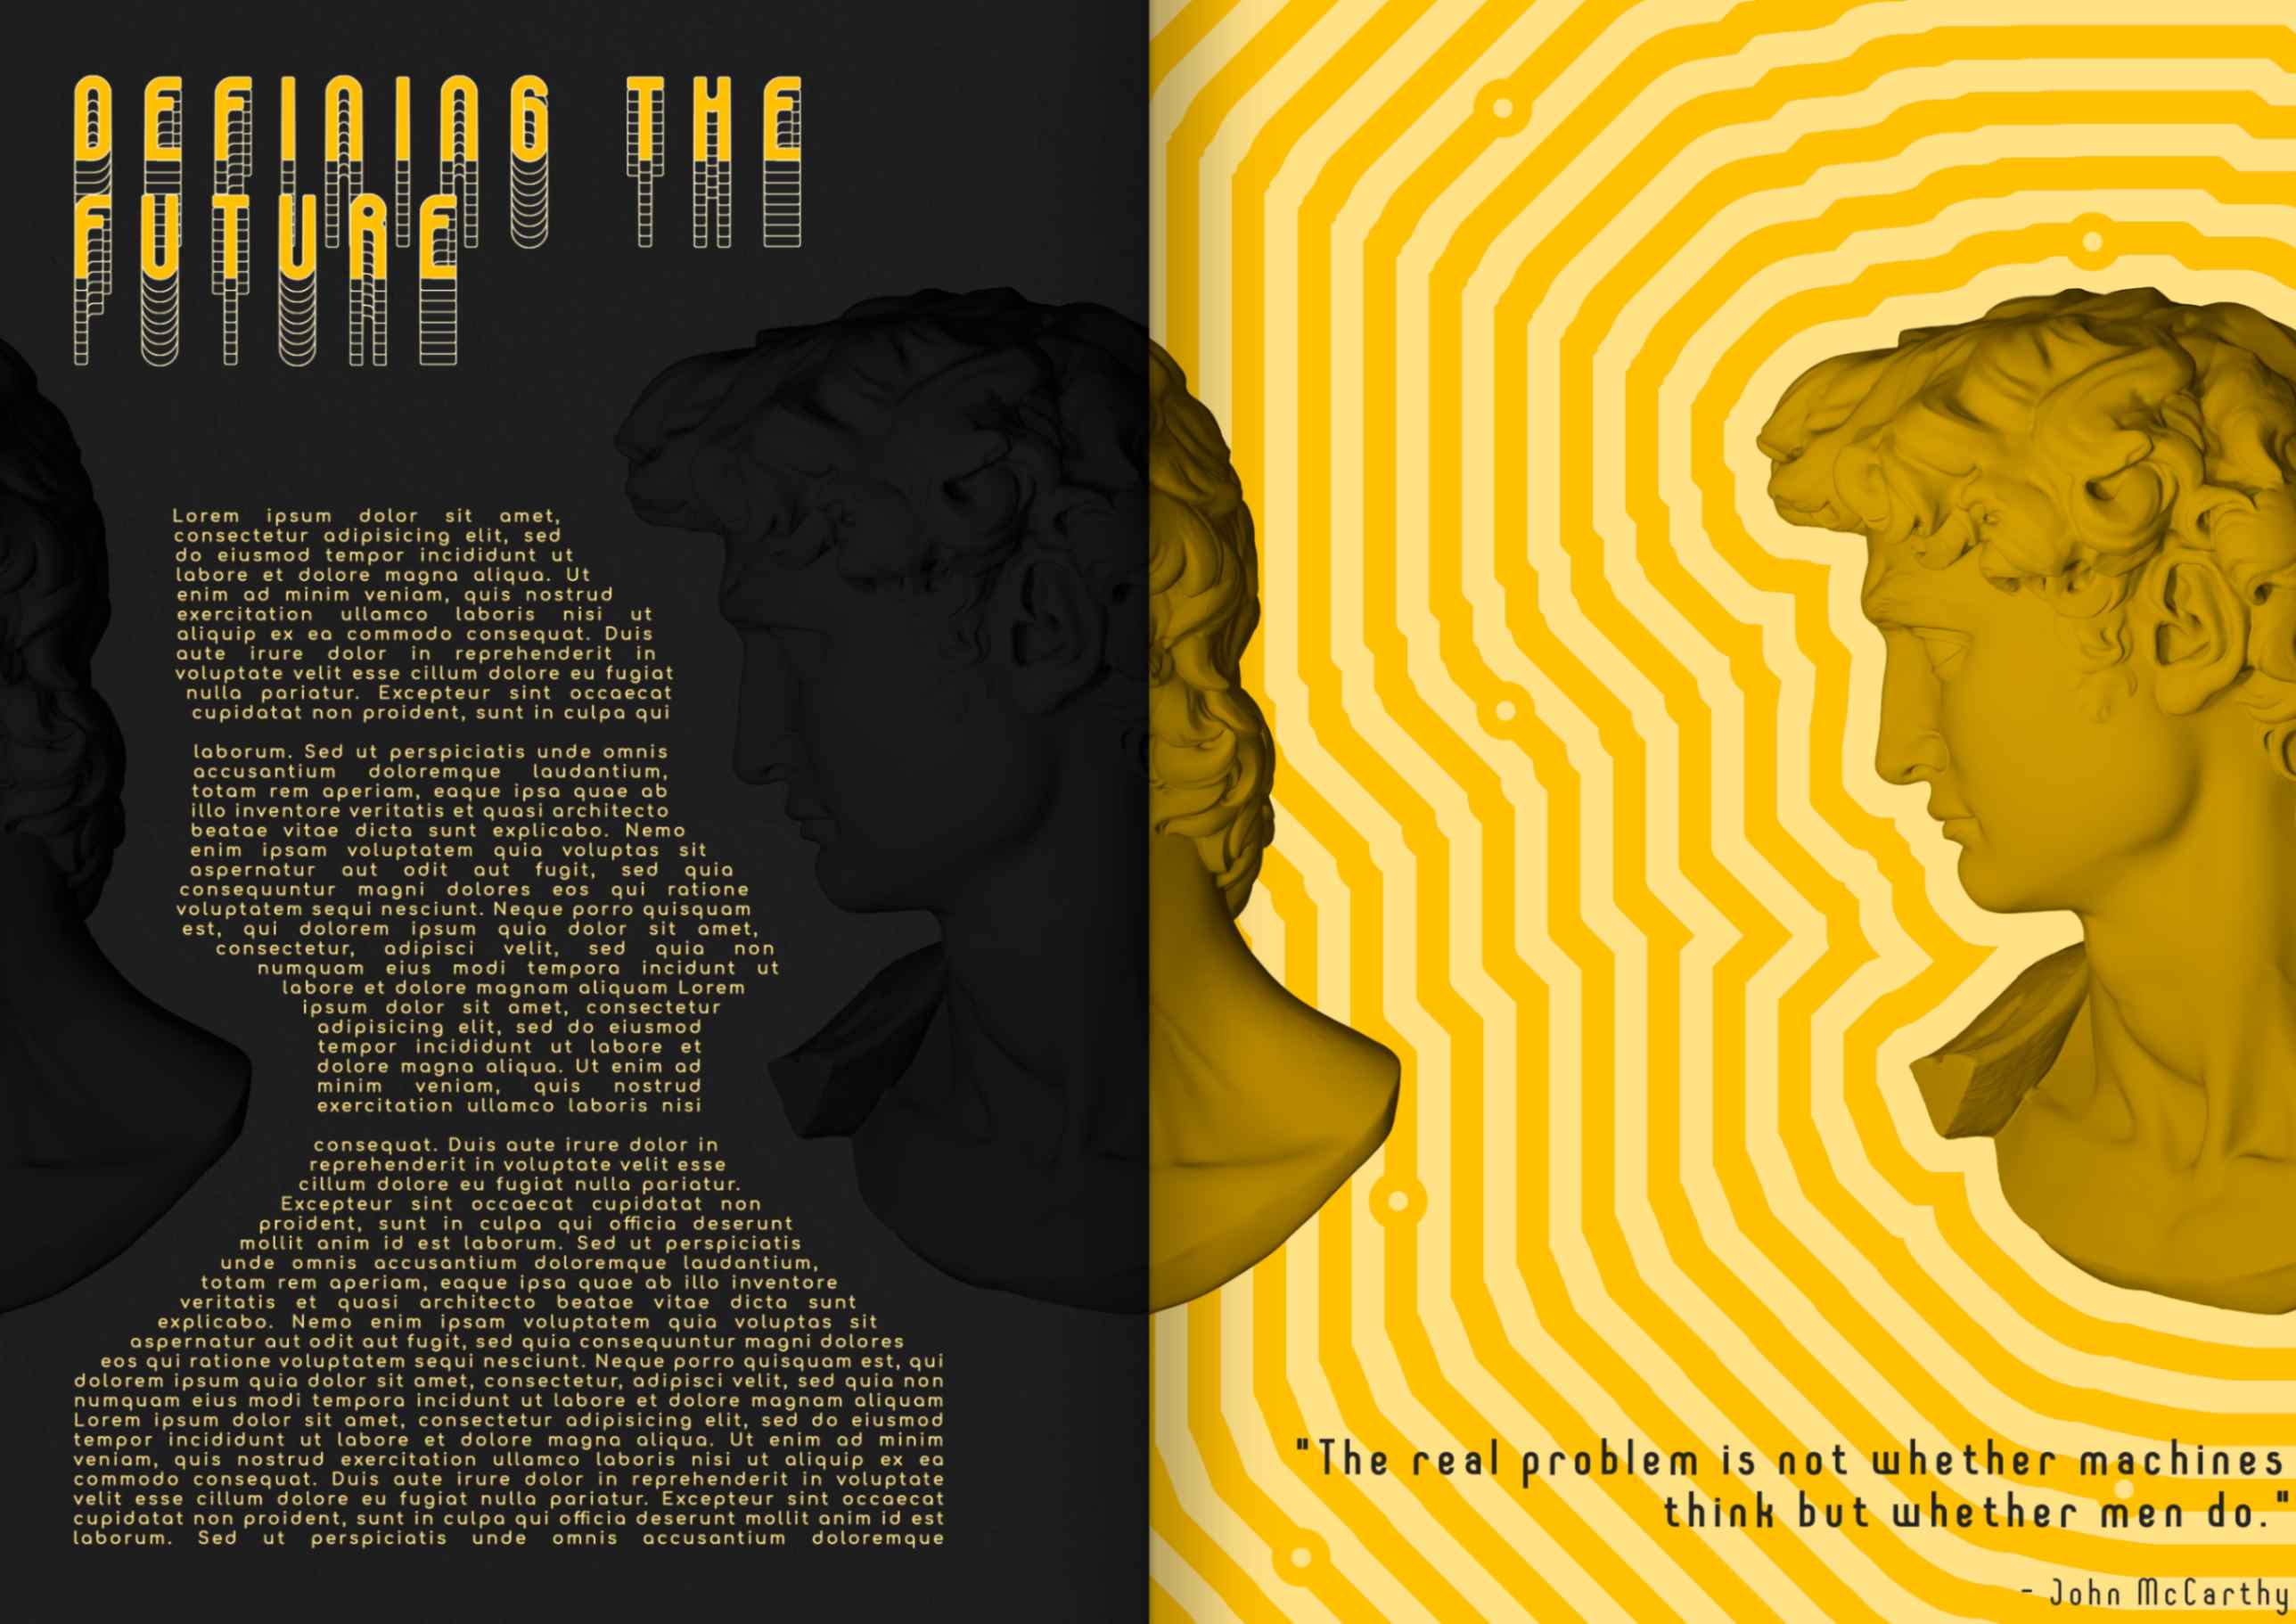 DEFINING THE
FUTURE
Lorem ipsum dolor sit amet,
consectetur adipisicing elit, sed
do eiusmod tempor incididunt ut
labore et dolore magna aliqua. Ut
enim ad minim veniam, quis nostrud
exercitation ullamco laboris nisi ut
aliquip ex ea commodo consequat. Duis
aute irure dolor in reprehenderit in
voluptate velit esse cillum dolore eu fugiat
nulla pariatur. Excepteur sint occaecat
cupidatat non proident, sunt in culpa qui
laborum. Sed ut perspiciatis unde omnis
accusantium doloremque laudantium,
totam rem aperiam, eaque ipsa quae ab
illo inventore veritatis et quasi architecto
beatae vitae dicta sunt explicabo. Nemo
enim ipsam voluptatem quia voluptas sit
aspernatur aut odit aut fugit, sed quia
consequuntur magni dolores eos qui ratione
voluptatem sequi nesciunt. Neque porro quisquam
est, qui dolorem ipsum quia dolor sit amet,
consectetur, adipisci velit, sed quia non
numquam eius modi tempora incidunt ut
labore et dolore magnam aliquam Lorem
ipsum dolor sit amet, consectetur
adipisicing elit, sed do eiusmod
tempor incididunt ut labore et
dolore magna aliqua. Ut enim ad
minim veniam, quis nostrud
exercitation ullamco laboris nisi
consequat. Duis aute irure dolor in
reprehenderit in voluptate velit esse
cillum dolore eu fugiat nulla pariatur.
Excepteur sint occaecat cupidatat non
proident, sunt in culpa qui officia deserunt
mollit anim id est laborum. Sed ut perspiciatis
unde omnis accusantium doloremque laudantium,
totam rem aperiam, eaque ipsa quae ab illo inventore
veritatis et quasi architecto beatae vitae dicta sunt
explicabo. Nemo enim ipsam voluptatem quia voluptas sit
aspernatur aut odit aut fugit, sed quia consequuntur magni dolores
eos qui ratione voluptatem sequi nesciunt. Neque porro quisquam est, qui
dolorem ipsum quia dolor sit amet, consectetur, adipisci velit, sed quia non
numquam eius modi tempora incidunt ut labore et dolore magnam aliquam
Lorem ipsum dolor sit amet, consectetur adipisicing elit, sed do eiusmod
tempor incididunt ut labore et dolore magna aliqua. Ut enim ad minim
veniam, quis nostrud exercitation ullamco laboris nisi ut aliquip ex ea
commodo consequat. Duis aute irure dolor in reprehenderit in voluptate
velit esse cillum dolore eu fugiat nulla pariatur. Excepteur sint occaecat
cupidatat non proident, sunt in culpa qui officia deserunt mollit anim id est
laborum. Sed ut perspiciatis unde omnis accusantium doloremque
"The real problem is not whether machines
think but whether men do."
- John McCarthy